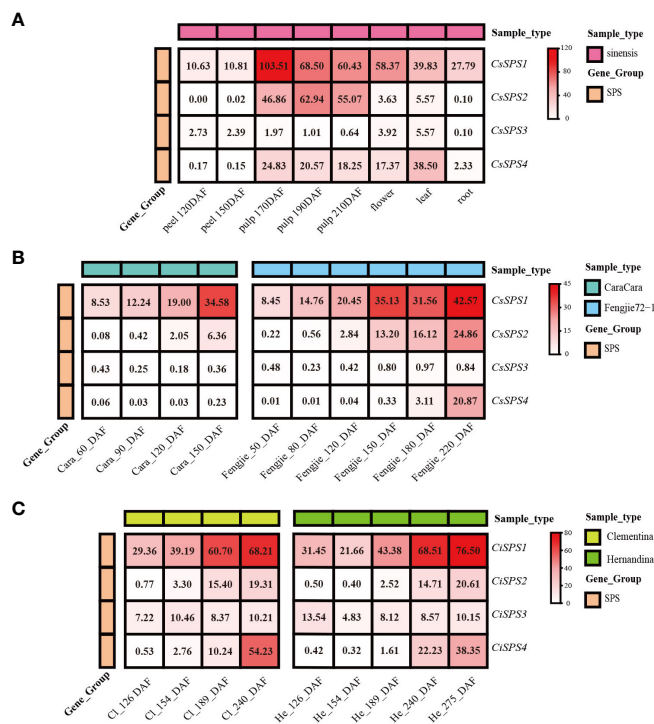 A
Sample_type
10.63 10.81 103.51 68.50 60.43 58.37 39.83 27.79 CsSPS1
0.00 0.02 46.86 62.94 55.07 3.63 5.57 0.10 CsSPS2
2.73 2.39 1.97 1.01 0.64 3.92 5.57 0.10 CsSPS3
0.17 0.15 24.83 20.57 18.25 17.37 38.50 2.33 CsSPS4
Gene_Group
peel 120DAF peel 150DAF pulp 170DAF pulp 190DAF pulp 210DAF flower leaf root
120
80
40
0
Sample_type
sinensis
Gene_Group
SPS
B
Sample_type
8.53 12.24 19.00 34.58 8.45 14.76 20.45 35.13 31.56 42.57 CsSPS1
0.08 0.42 2.05 6.36 0.22 0.56 2.84 13.20 16.12 24.86 CsSPS2
0.43 0.25 0.18 0.36 0.48 0.23 0.42 0.80 0.97 0.84 CsSPS3
0.06 0.03 0.03 0.23 0.01 0.01 0.04 0.33 3.11 20.87 CsSPS4
Gene_Group
Cara_60_DAF Cara_90_DAF Cara_120_DAF Cara_150_DAF Fengjie_50_DAF Fengjie_80_DAF Fengjie_120_DAF Fengjie_150_DAF Fengjie_180_DAF Fengjie_220_DAF
45
30
15
0
Sample_type
CaraCara
Fengjie72-1
Gene_Group
SPS
C
Sample_type
29.36 39.19 60.70 68.21 31.45 21.66 43.38 68.51 76.50 CiSPS1
0.77 3.30 15.40 19.31 0.50 0.40 2.52 14.71 20.61 CiSPS2
7.22 10.46 8.37 10.21 13.54 4.83 8.12 8.57 10.15 CiSPS3
0.53 2.76 10.24 54.23 0.42 0.32 1.61 22.23 38.35 CiSPS4
Gene_Group
Cl_126 DAF Cl_154_DAF Cl_189_DAF Cl_240_DAF He_126_DAF He_154_DAF He_189_DAF He_240_DAF He_275_DAF
80
60
40
20
0
Sample_type
Clementina
Hernandina
Gene_Group
SPS